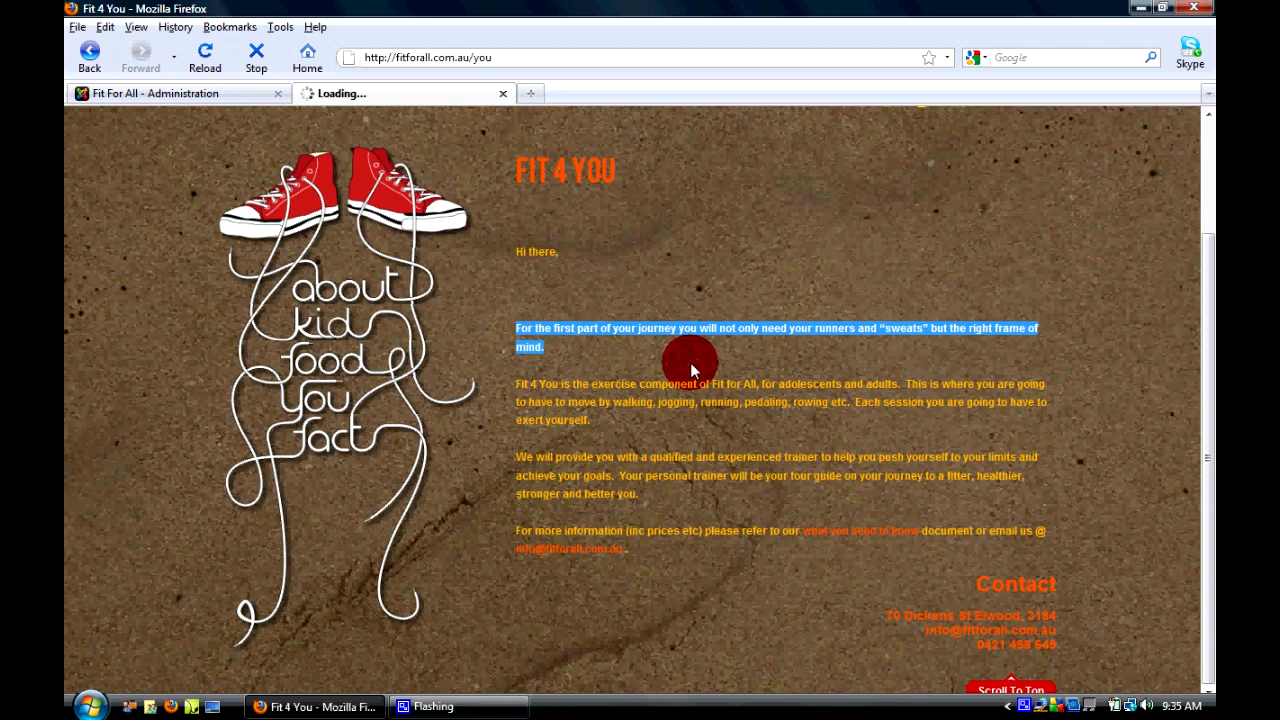 Fit 4 You - Mozilla Firefox
File Edit View History Bookmarks Tools Help
Back Forward Reload Stop Home http://fitforall.com.au/you Google Skype
Fit For All - Administration Loading...
FIT 4 YOU
Hi there,
about
kid
food
you
fact
For the first part of your journey you will not only need your runners and “sweats” but the right frame of
mind.
Fit 4 You is the exercise component of Fit for All, for adolescents and adults. This is where you are going
to have to move by walking, jogging, running, pedaling, rowing etc. Each session you are going to have to
exert yourself.
We will provide you with a qualified and experienced trainer to help you push yourself to your limits and
achieve your goals. Your personal trainer will be your tour guide on your journey to a fitter, healthier,
stronger and better you.
For more information (inc prices etc) please refer to our what you need to know document or email us @
info@fitforall.com.au .
Contact
70 Dickens St Elwood, 3184
info@fitforall.com.au
0421 458 649
Scroll To Top
Fit 4 You - Mozilla Fi... Flashing 9:35 AM